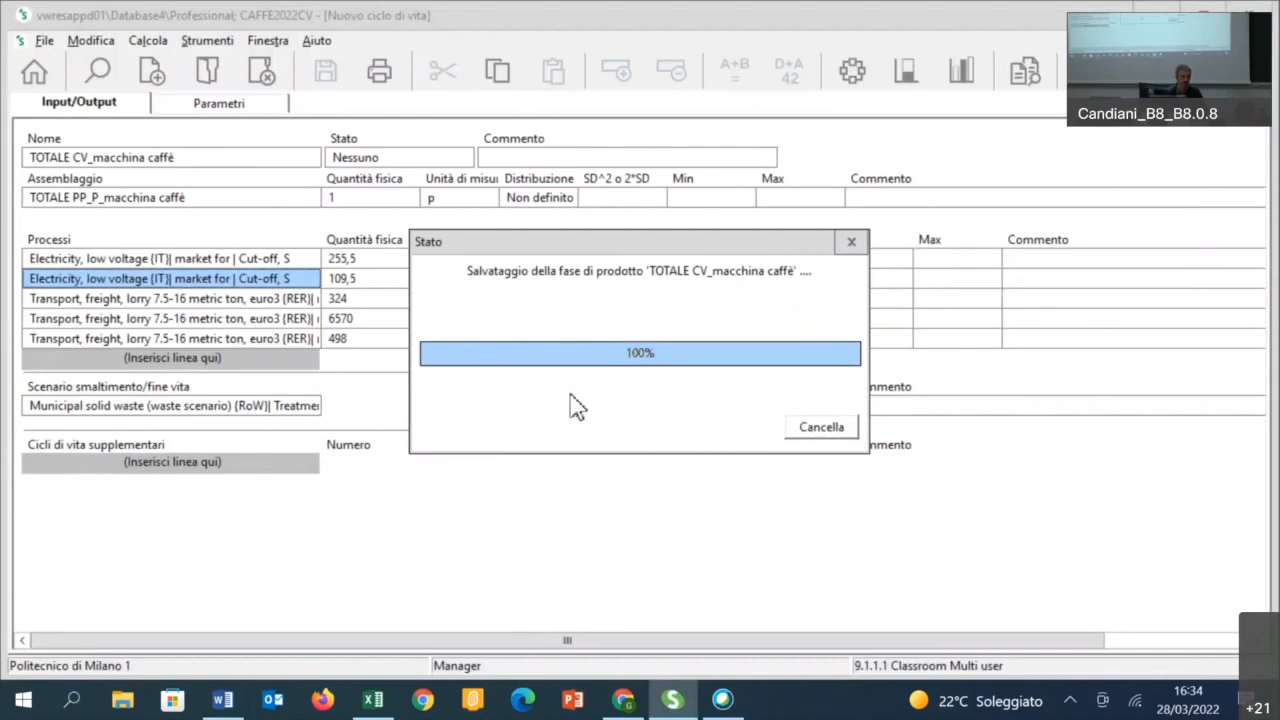 vwresappd01\Database4\Professional; CAFFE2022CV - [Nuovo ciclo di vita]
File Modifica Calcola Strumenti Finestra Aiuto
A+B = D+A 42
Input/Output Parametri
Candiani_B8_B8.0.8
Nome Stato Commento
TOTALE CV_macchina caffè Nessuno
Assemblaggio Quantità fisica Unità di misur Distribuzione SD^2 o 2*SD Min Max Commento
TOTALE PP_P_macchina caffè 1 p Non definito
Processi Quantità fisica Max Commento
Electricity, low voltage {IT}| market for | Cut-off, S 255,5
Electricity, low voltage {IT}| market for | Cut-off, S 109,5
Transport, freight, lorry 7.5-16 metric ton, euro3 {RER}| 324
Transport, freight, lorry 7.5-16 metric ton, euro3 {RER}| 6570
Transport, freight, lorry 7.5-16 metric ton, euro3 {RER}| 498
(Inserisci linea qui)
Stato
Salvataggio della fase di prodotto 'TOTALE CV_macchina caffè' ....
100%
Cancella
Scenario smaltimento/fine vita mmento
Municipal solid waste (waste scenario) {RoW}| Treatmer
Cicli di vita supplementari Numero mmento
(Inserisci linea qui)
Politecnico di Milano 1 Manager 9.1.1.1 Classroom Multi user
22°C Soleggiato
16:34
28/03/2022
+21